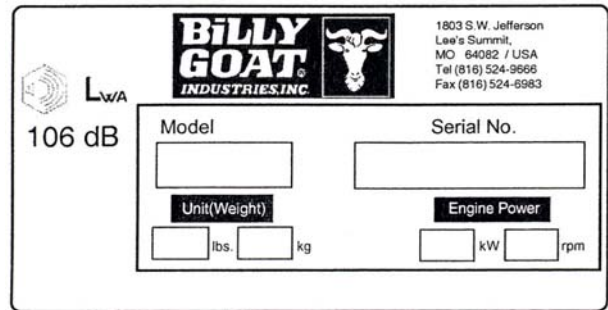 BILLY
GOAT®
INDUSTRIES, INC.
1803 S.W. Jefferson
Lee's Summit,
MO 64082 / USA
Tel (816) 524-9666
Fax (816) 524-6983
LWA
106 dB
Model
Serial No.
Unit(Weight)
Engine Power
lbs.
kg
kW
rpm